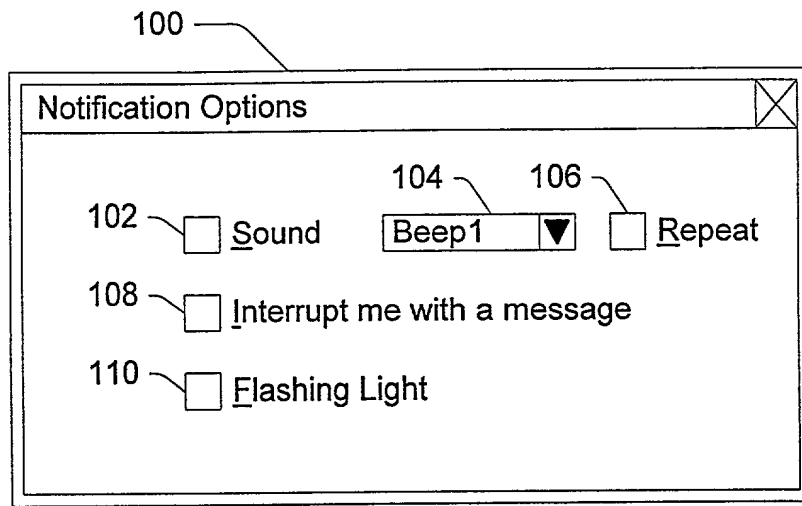 100
Notification Options
104 106
102 Sound Beep1 Repeat
108 Interrupt me with a message
110 Flashing Light